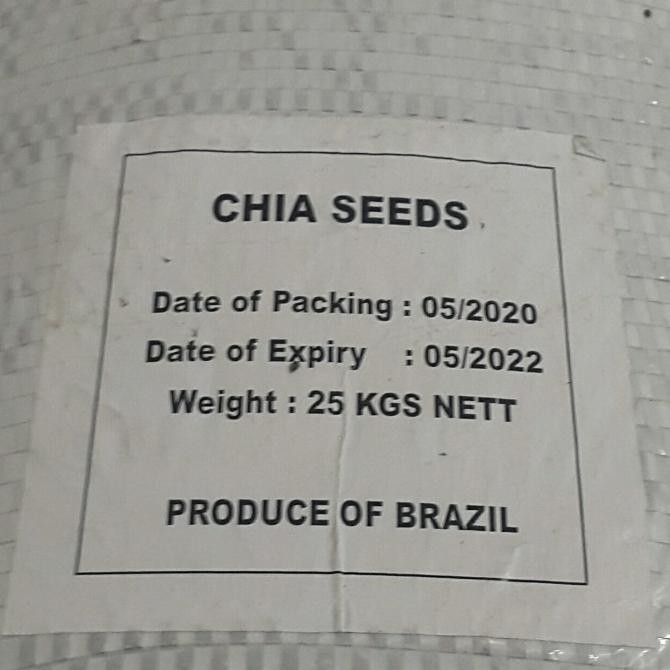 CHIA SEEDS
Date of Packing : 05/2020
Date of Expiry : 05/2022
Weight : 25 KGS NETT
PRODUCE OF BRAZIL